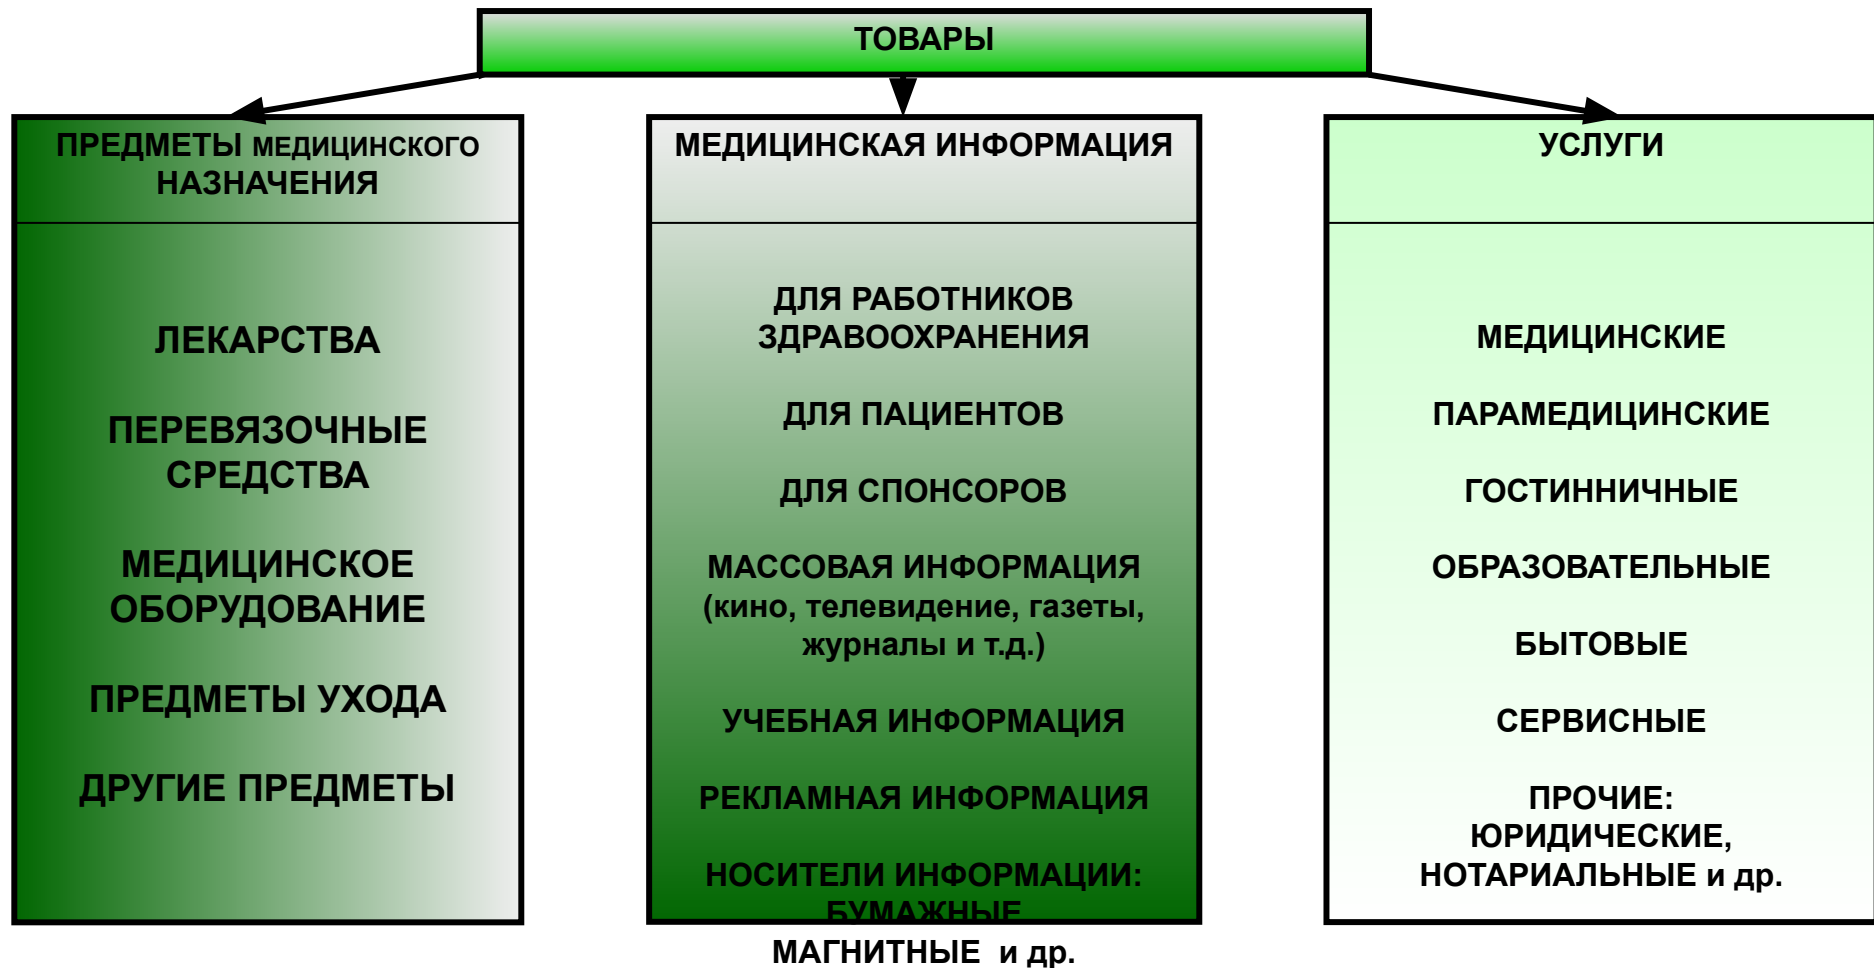 ТОВАРЫ
ПРЕДМЕТЫ МЕДИЦИНСКОГО
НАЗНАЧЕНИЯ
ЛЕКАРСТВА
ПЕРЕВЯЗОЧНЫЕ
СРЕДСТВА
МЕДИЦИНСКОЕ
ОБОРУДОВАНИЕ
ПРЕДМЕТЫ УХОДА
ДРУГИЕ ПРЕДМЕТЫ
МЕДИЦИНСКАЯ ИНФОРМАЦИЯ
ДЛЯ РАБОТНИКОВ
ЗДРАВООХРАНЕНИЯ
ДЛЯ ПАЦИЕНТОВ
ДЛЯ СПОНСОРОВ
МАССОВАЯ ИНФОРМАЦИЯ
(кино, телевидение, газеты,
журналы и т.д.)
УЧЕБНАЯ ИНФОРМАЦИЯ
РЕКЛАМНАЯ ИНФОРМАЦИЯ
НОСИТЕЛИ ИНФОРМАЦИИ:
БУМАЖНЫЕ
МАГНИТНЫЕ и др.
УСЛУГИ
МЕДИЦИНСКИЕ
ПАРАМЕДИЦИНСКИЕ
ГОСТИННИЧНЫЕ
ОБРАЗОВАТЕЛЬНЫЕ
БЫТОВЫЕ
СЕРВИСНЫЕ
ПРОЧИЕ:
ЮРИДИЧЕСКИЕ,
НОТАРИАЛЬНЫЕ и др.